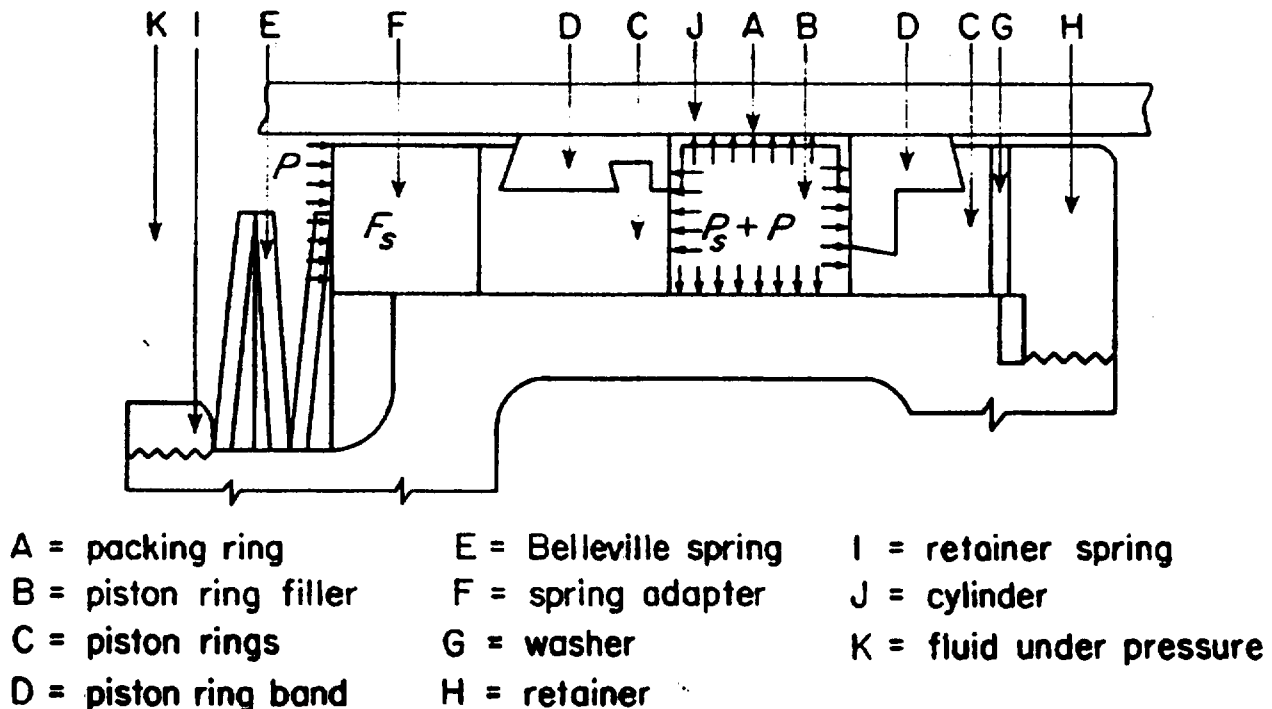 K I E F D C J A B D C G H
P
Fs
Ps + P
A = packing ring
B = piston ring filler
C = piston rings
D = piston ring band
E = Belleville spring
F = spring adapter
G = washer
H = retainer
I = retainer spring
J = cylinder
K = fluid under pressure